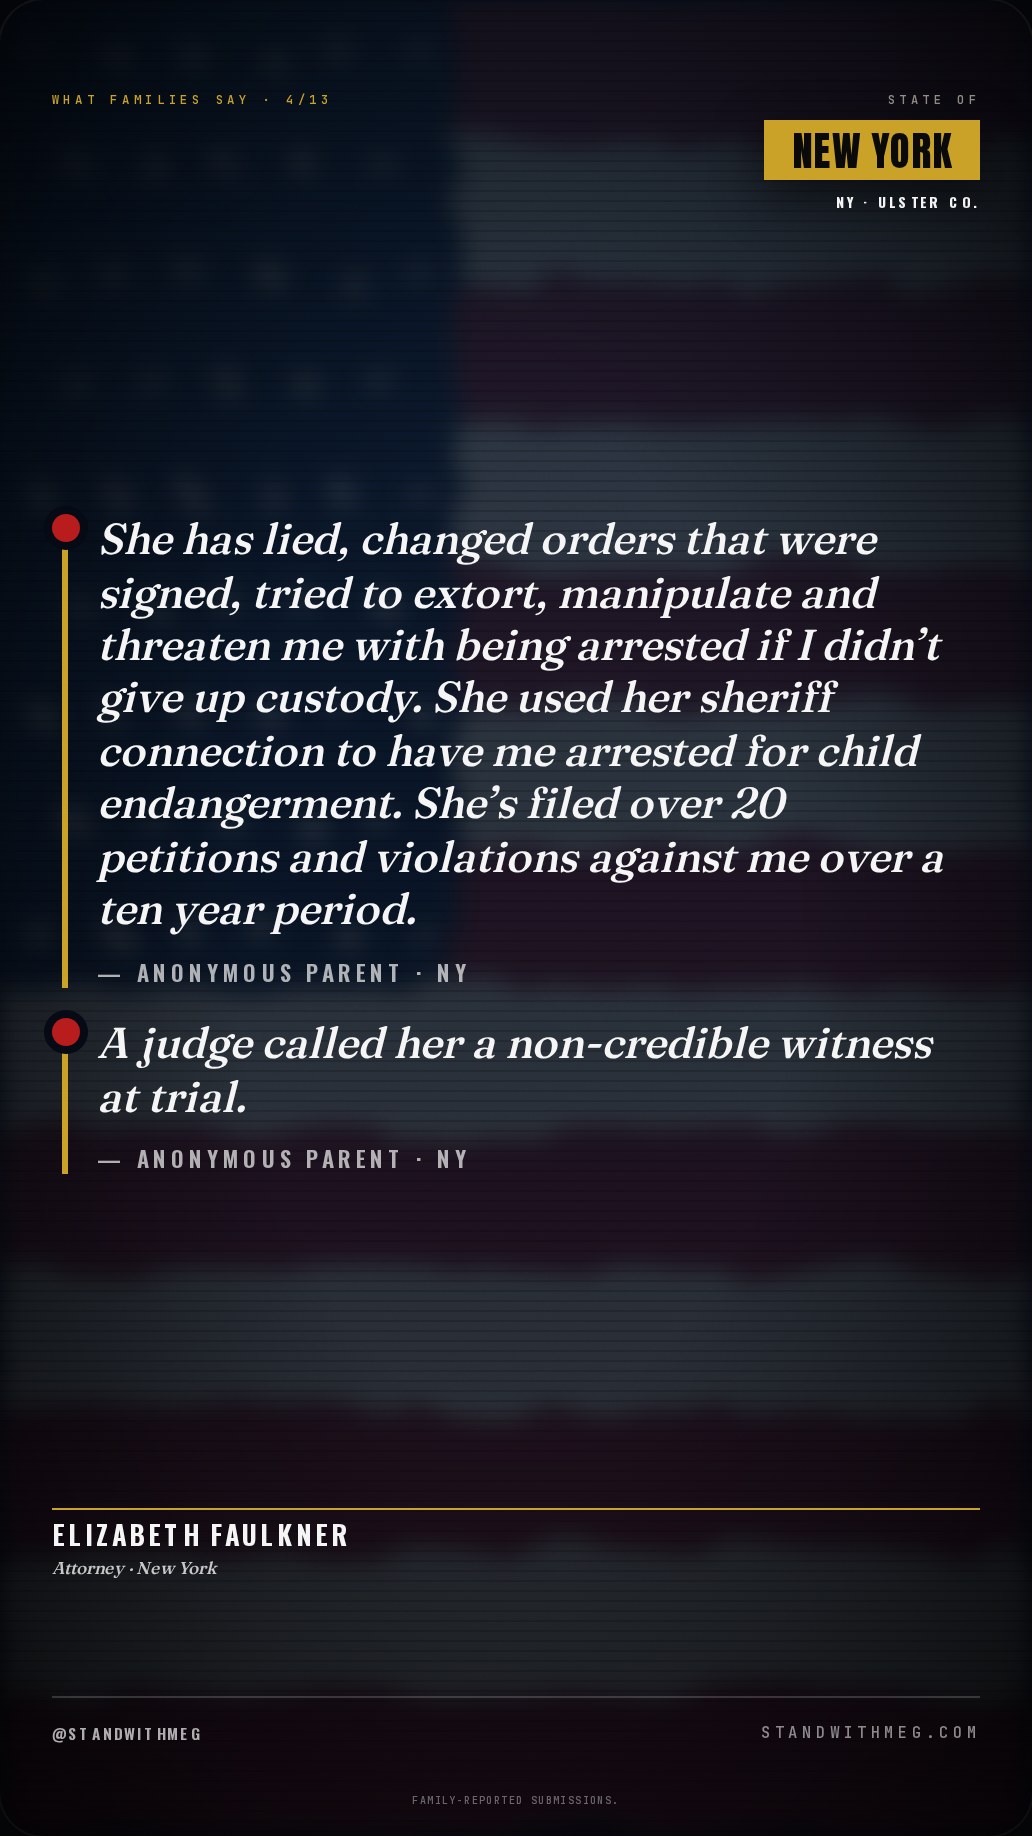 WHAT FAMILIES SAY · 4/13
STATE OF
NEW YORK
NY · ULSTER CO.
She has lied, changed orders that were
signed, tried to extort, manipulate and
threaten me with being arrested if I didn’t
give up custody. She used her sheriff
connection to have me arrested for child
endangerment. She’s filed over 20
petitions and violations against me over a
ten year period.
— ANONYMOUS PARENT · NY
A judge called her a non-credible witness
at trial.
— ANONYMOUS PARENT · NY
ELIZABETH FAULKNER
Attorney · New York
@STANDWITHMEG
STANDWITHMEG.COM
FAMILY-REPORTED SUBMISSIONS.